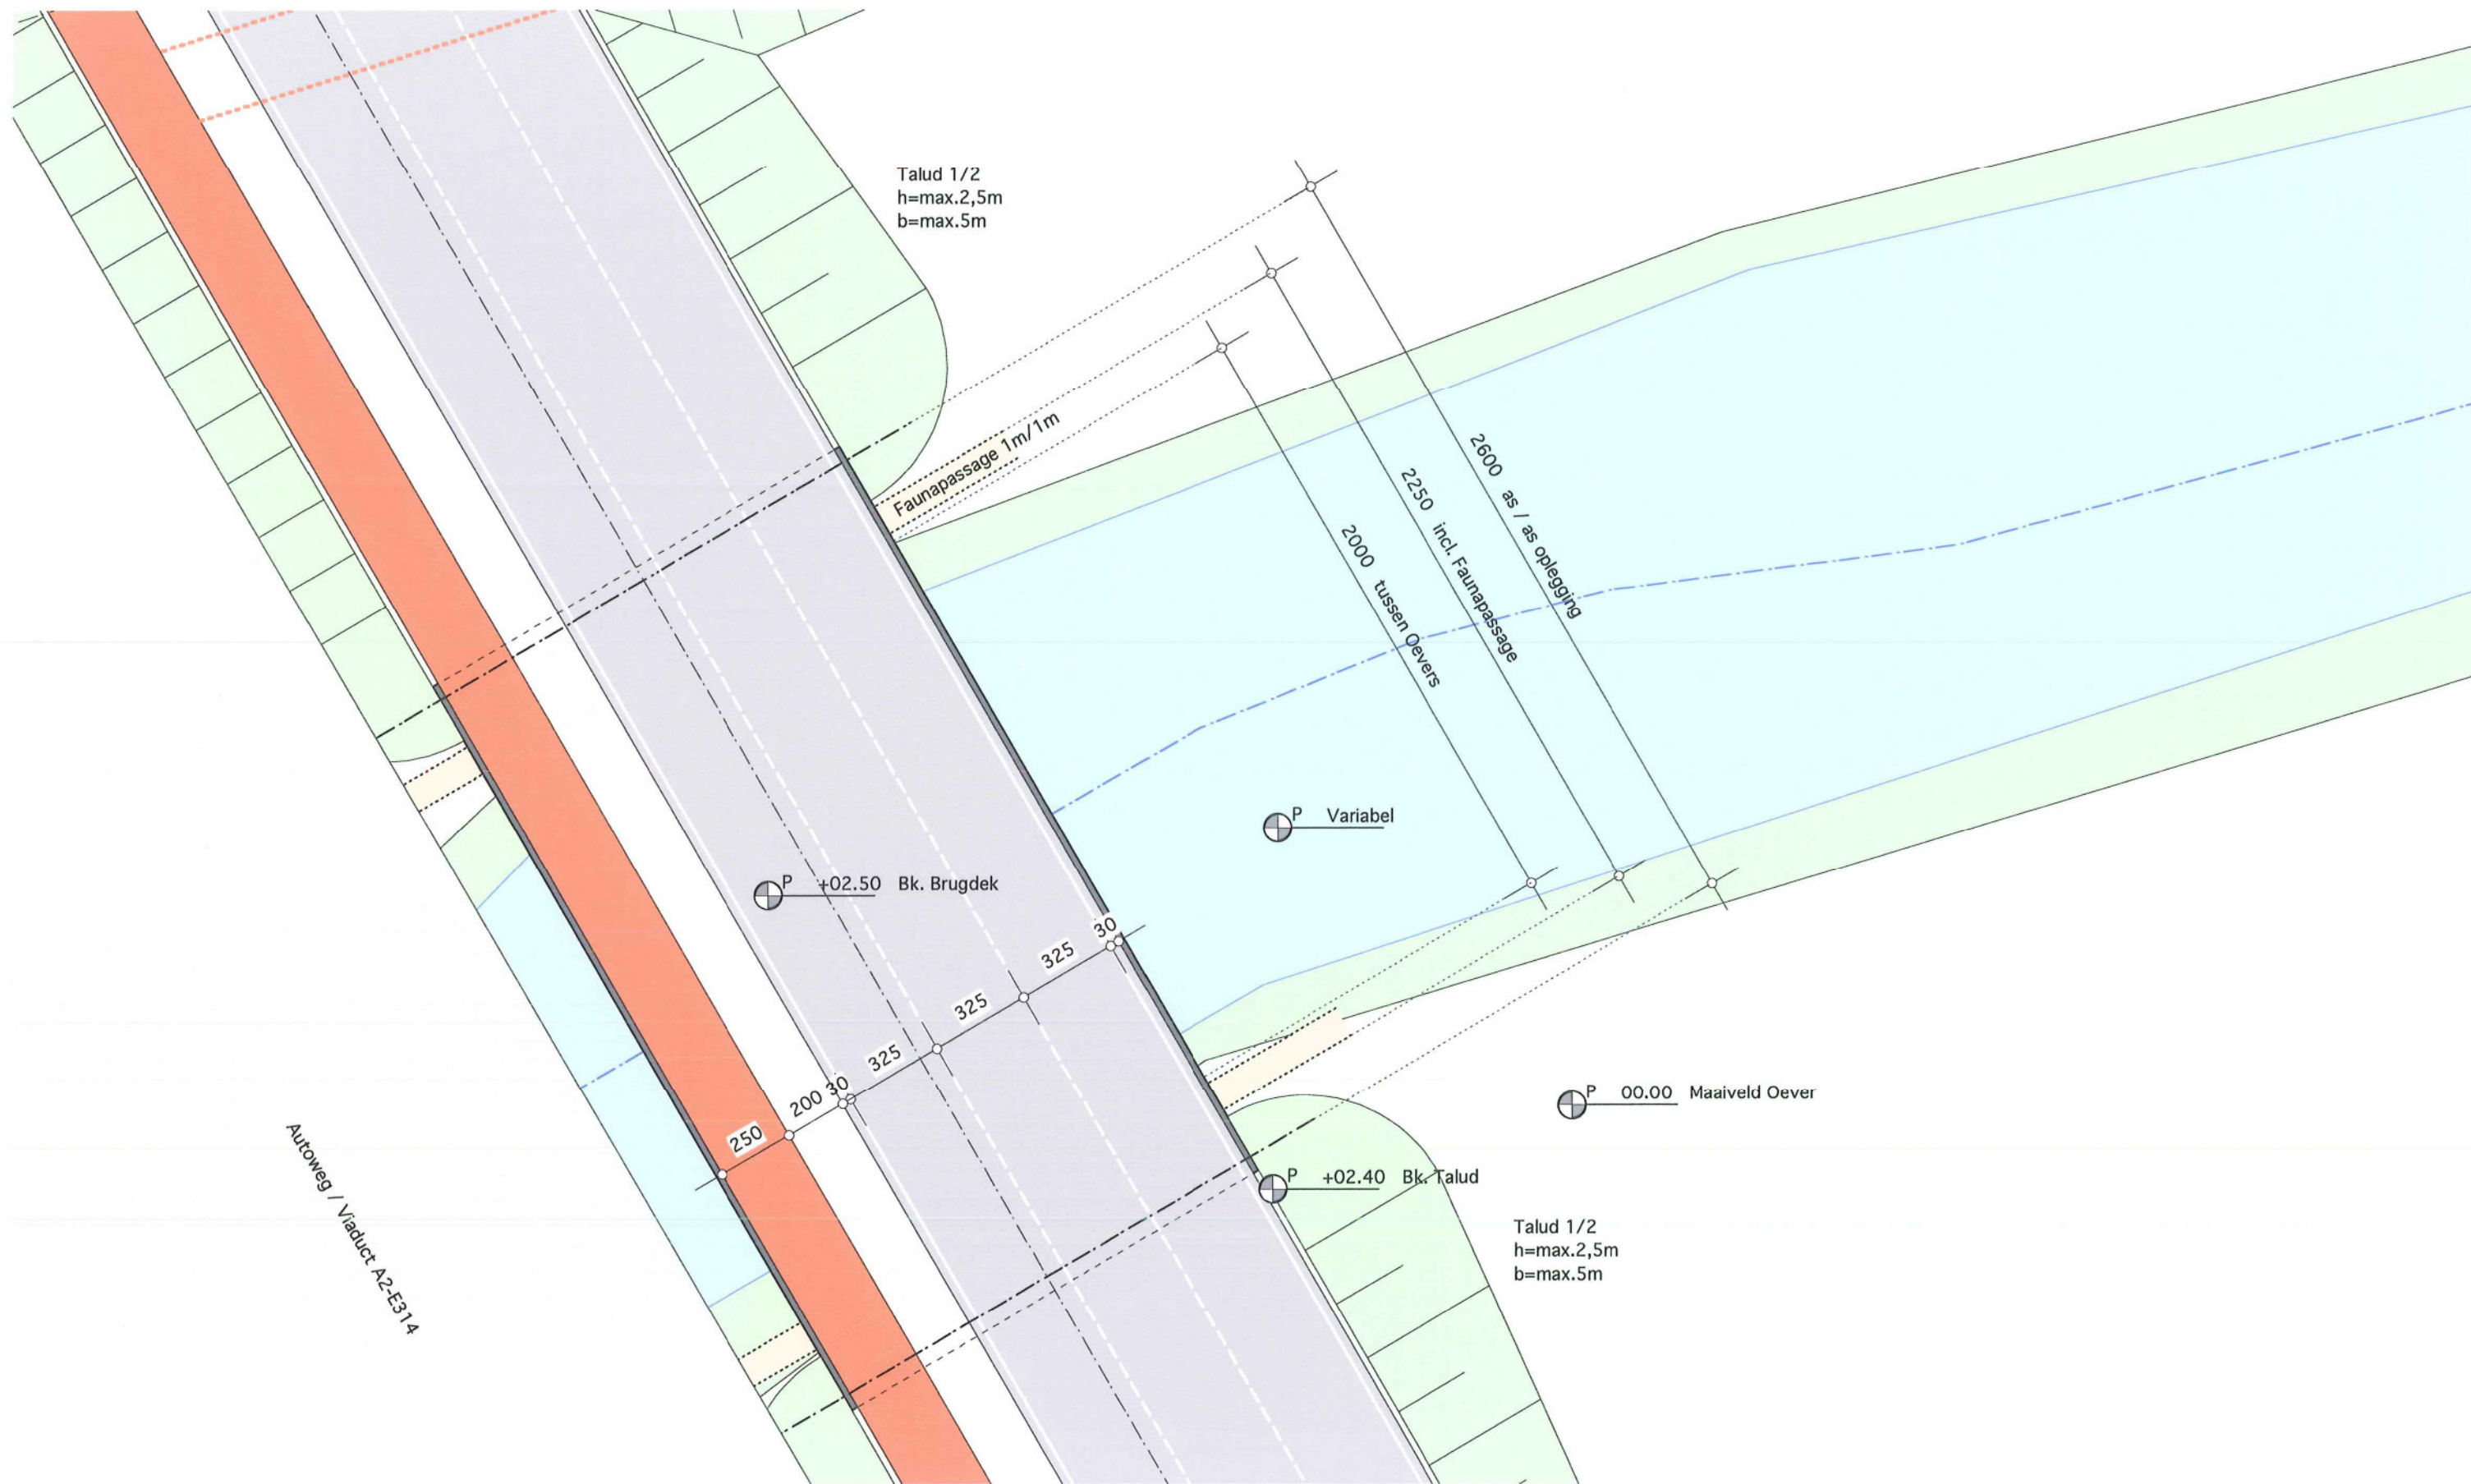 Talud 1/2
h=max.2,5m
b=max.5m
Faunapassage 1m/1m
2600 as / as oplegging
2250 incl. Faunapassage
2000 tussen Oevers
P Variabel
P +02.50 Bk. Brugdek
30
325
325
325
30
200
250
P 00.00 Maaiveld Oever
P +02.40 Bk. Talud
Talud 1/2
h=max.2,5m
b=max.5m
Autoweg / Viaduct A2-E314